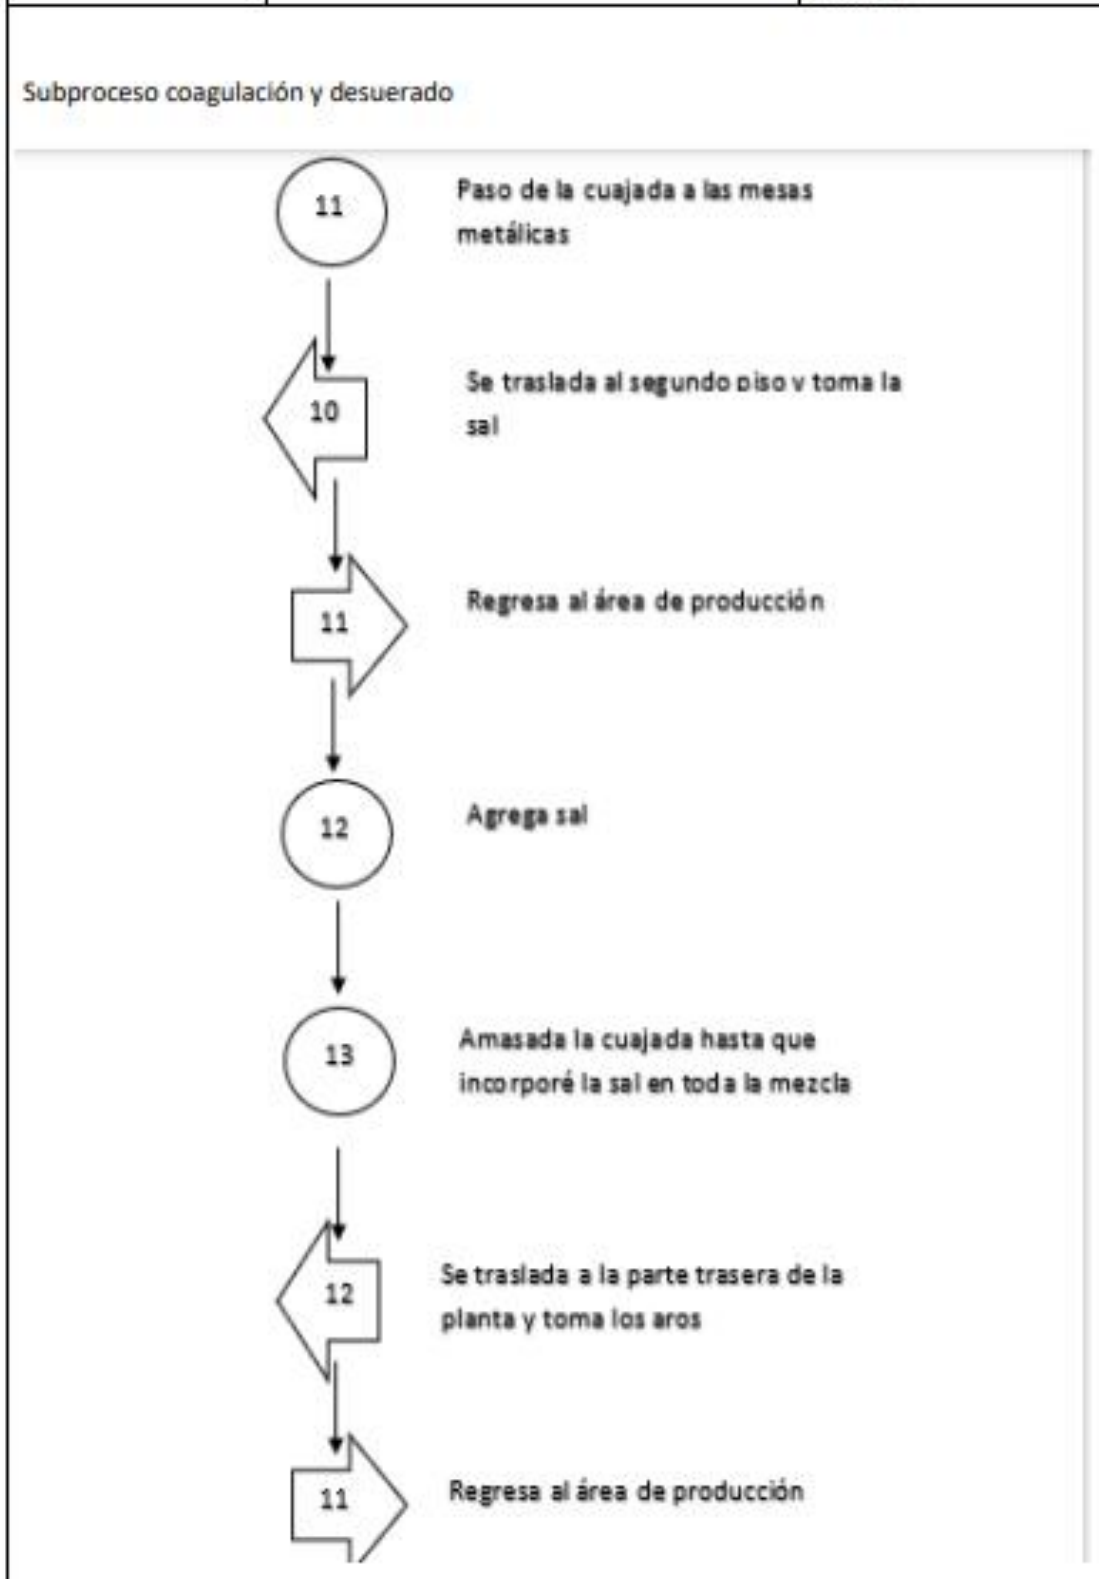 Subproceso coagulación y desuerado
11
Paso de la cuajada a las mesas
metálicas
10
Se traslada al segundo piso y toma la
sal
11
Regresa al área de producción
12
Agrega sal
13
Amasada la cuajada hasta que
incorporé la sal en toda la mezcla
12
Se traslada a la parte trasera de la
planta y toma los aros
11
Regresa al área de producción